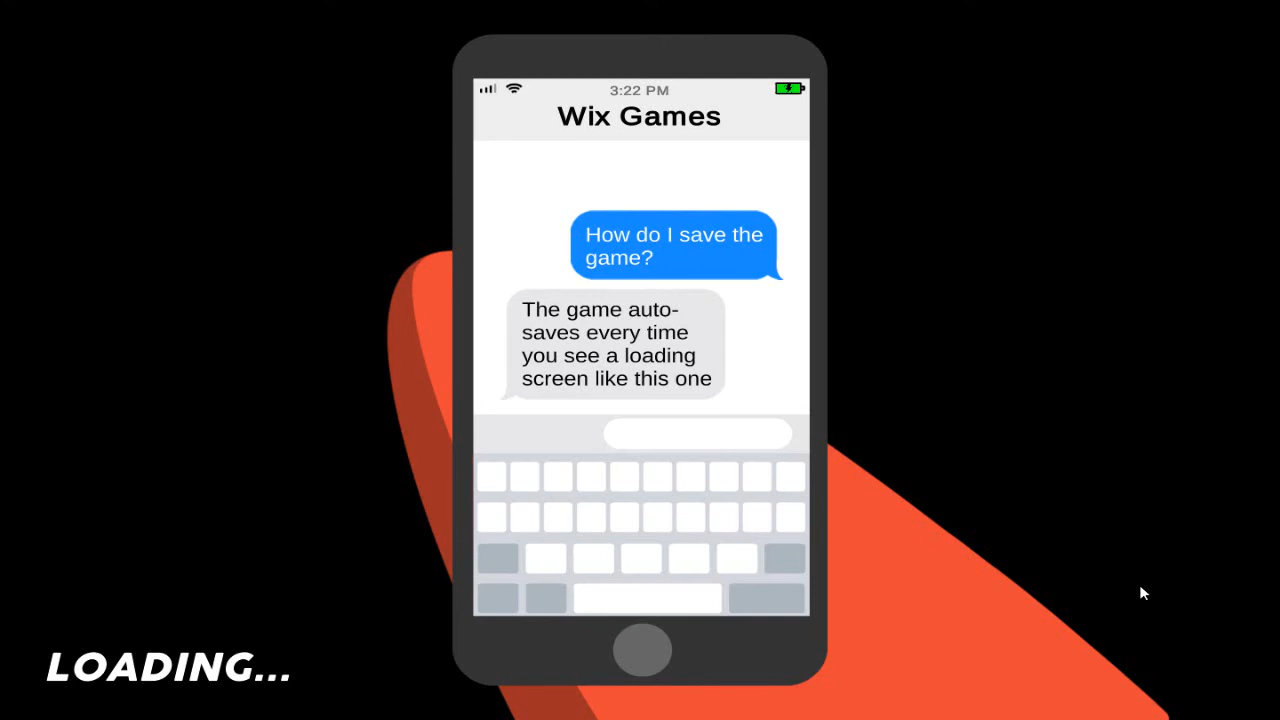 3:22 PM
Wix Games
How do I save the
game?
The game auto-
saves every time
you see a loading
screen like this one
LOADING...